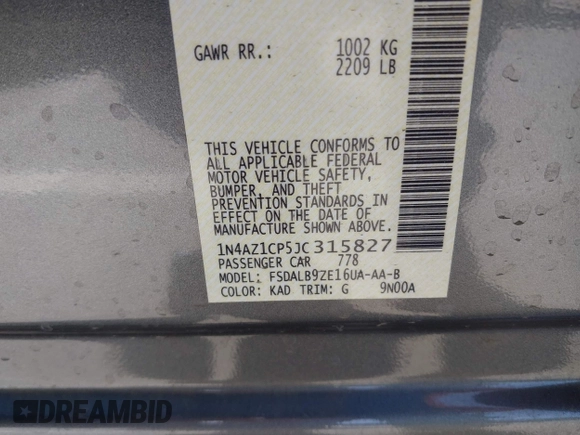 GAWR RR.: 1002 KG
2209 LB
THIS VEHICLE CONFORMS TO
ALL APPLICABLE FEDERAL
MOTOR VEHICLE SAFETY,
BUMPER, AND THEFT
PREVENTION STANDARDS IN
EFFECT ON THE DATE OF
MANUFACTURE SHOWN ABOVE.
1N4AZ1CP5JC315827
PASSENGER CAR 778
MODEL: FSDALB9ZE16UA-AA-B
COLOR: KAD TRIM: G 9N00A
DREAMBID